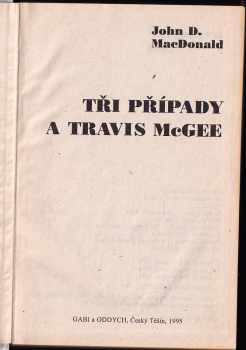 John D.
MacDonald
TŘI PŘÍPADY
A TRAVIS McGEE
GABI a ODDYCH, Český Těšín, 1995